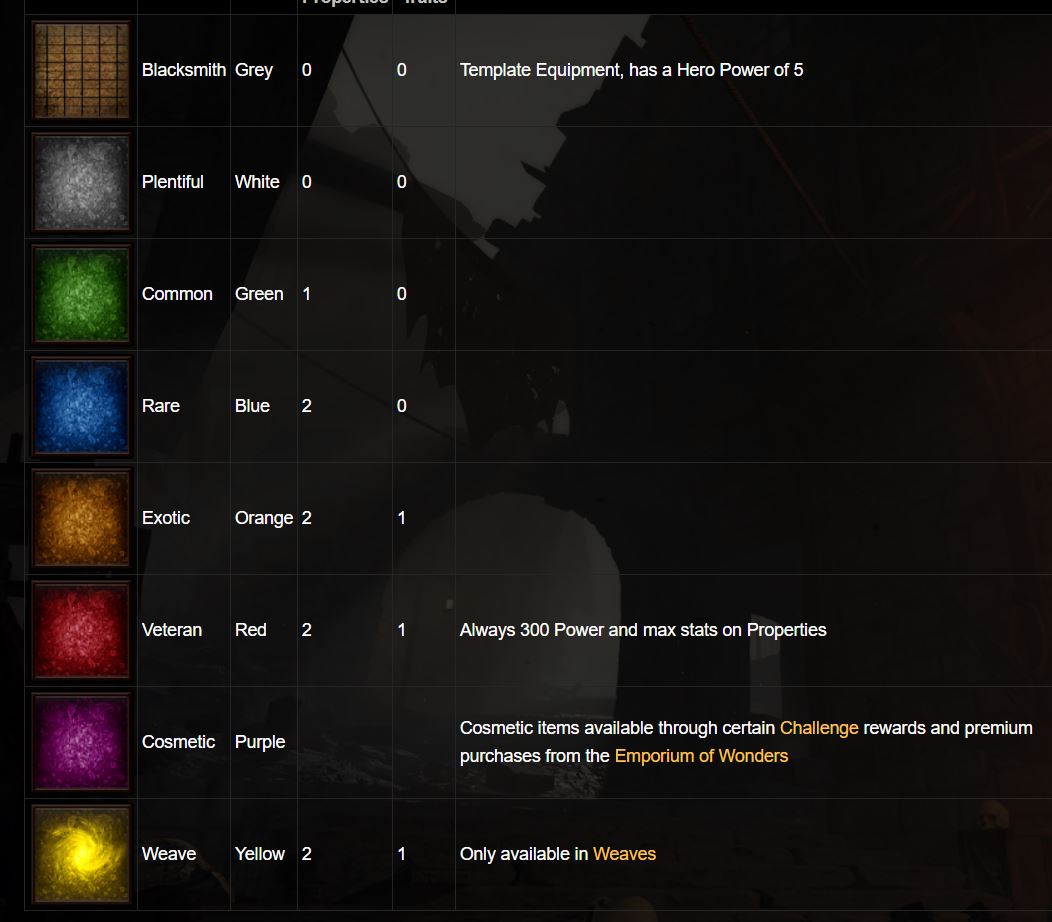 Properties Traits
Blacksmith Grey 0 0 Template Equipment, has a Hero Power of 5
Plentiful White 0 0
Common Green 1 0
Rare Blue 2 0
Exotic Orange 2 1
Veteran Red 2 1 Always 300 Power and max stats on Properties
Cosmetic Purple Cosmetic items available through certain Challenge rewards and premium
purchases from the Emporium of Wonders
Weave Yellow 2 1 Only available in Weaves